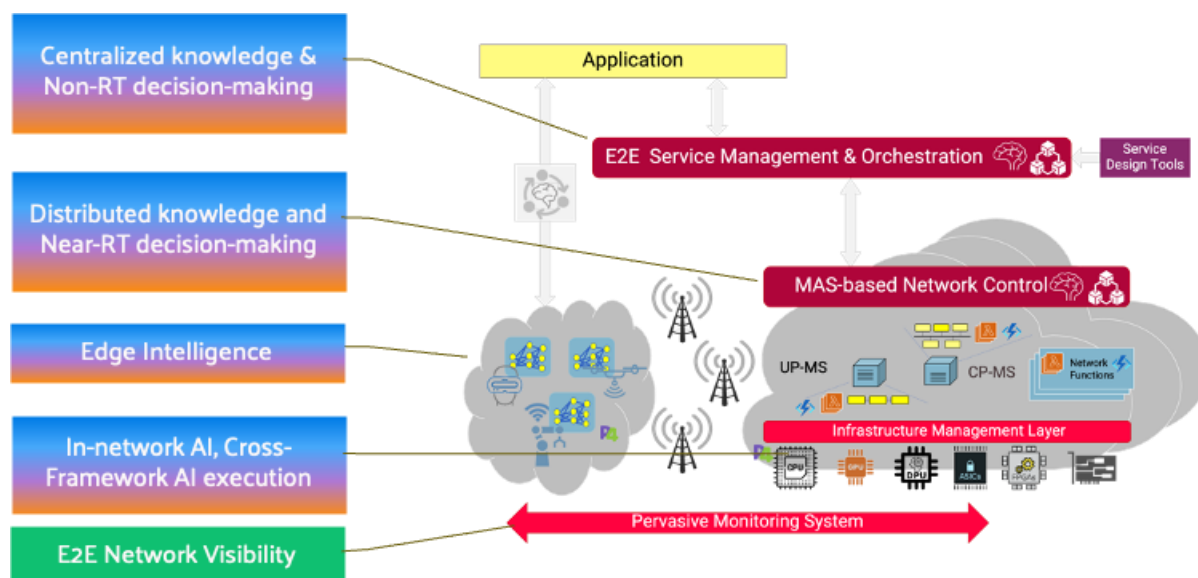 Centralized knowledge &
Non-RT decision-making
Application
E2E Service Management & Orchestration
Service
Design Tools
Distributed knowledge and
Near-RT decision-making
MAS-based Network Control
Edge Intelligence
UP-MS
CP-MS
Network
Functions
In-network AI, Cross-
Framework AI execution
P4
Infrastructure Management Layer
P4
CPU
GPU
DPU
ASICs
FPGAs
Pervasive Monitoring System
E2E Network Visibility